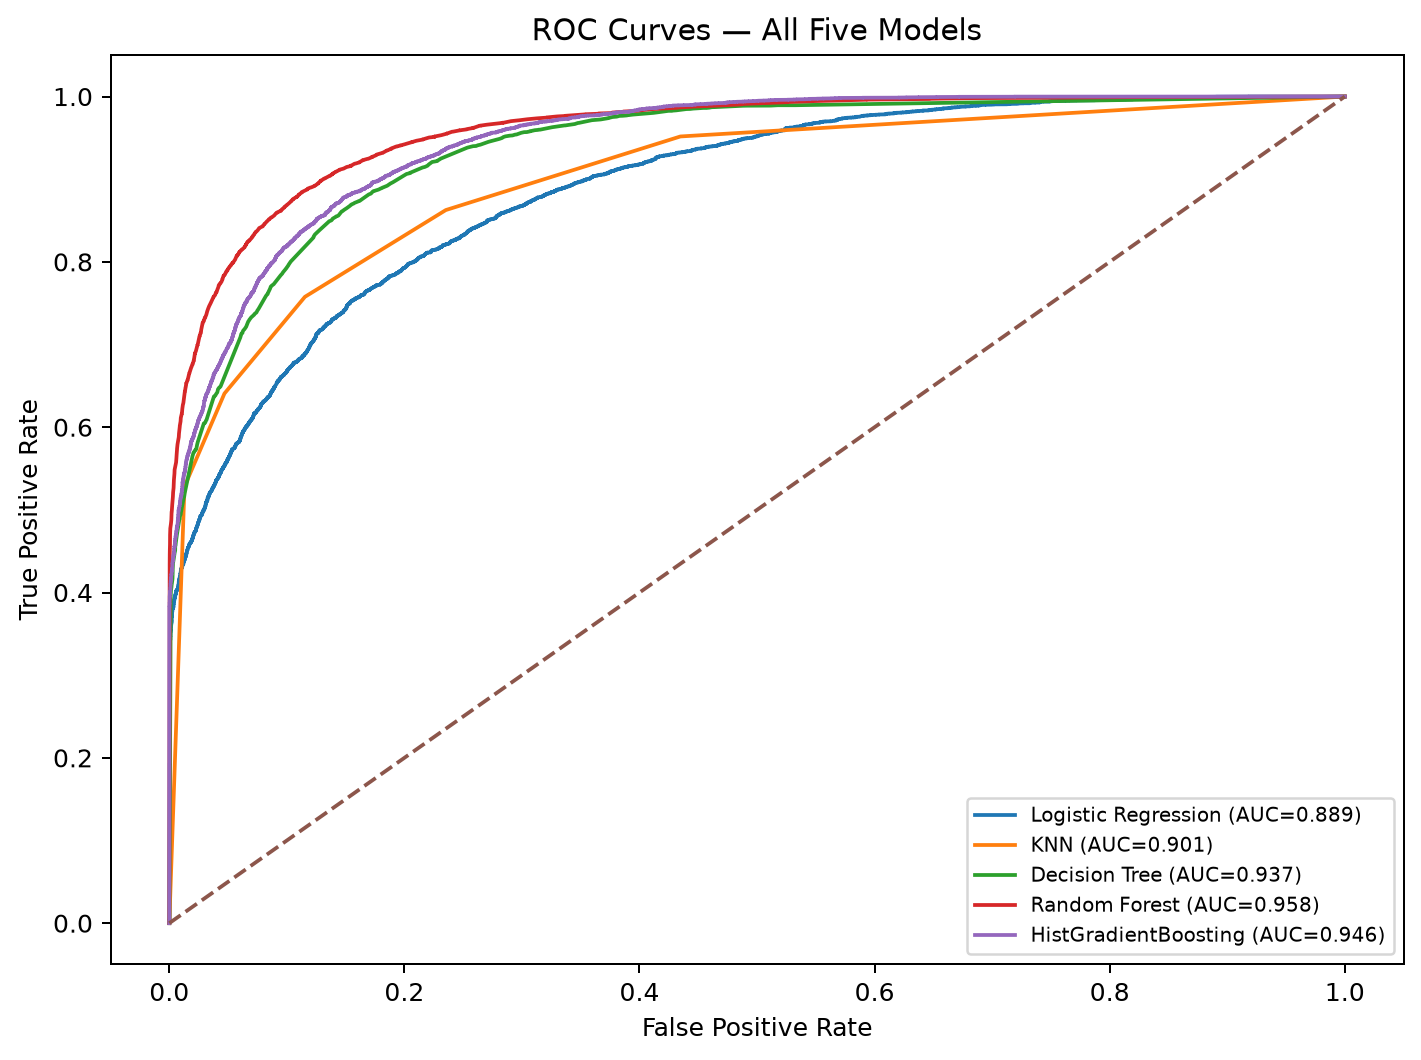 ROC Curves — All Five Models
True Positive Rate
1.0
0.8
0.6
0.4
0.2
0.0
0.0 0.2 0.4 0.6 0.8 1.0
False Positive Rate
Logistic Regression (AUC=0.889)
KNN (AUC=0.901)
Decision Tree (AUC=0.937)
Random Forest (AUC=0.958)
HistGradientBoosting (AUC=0.946)